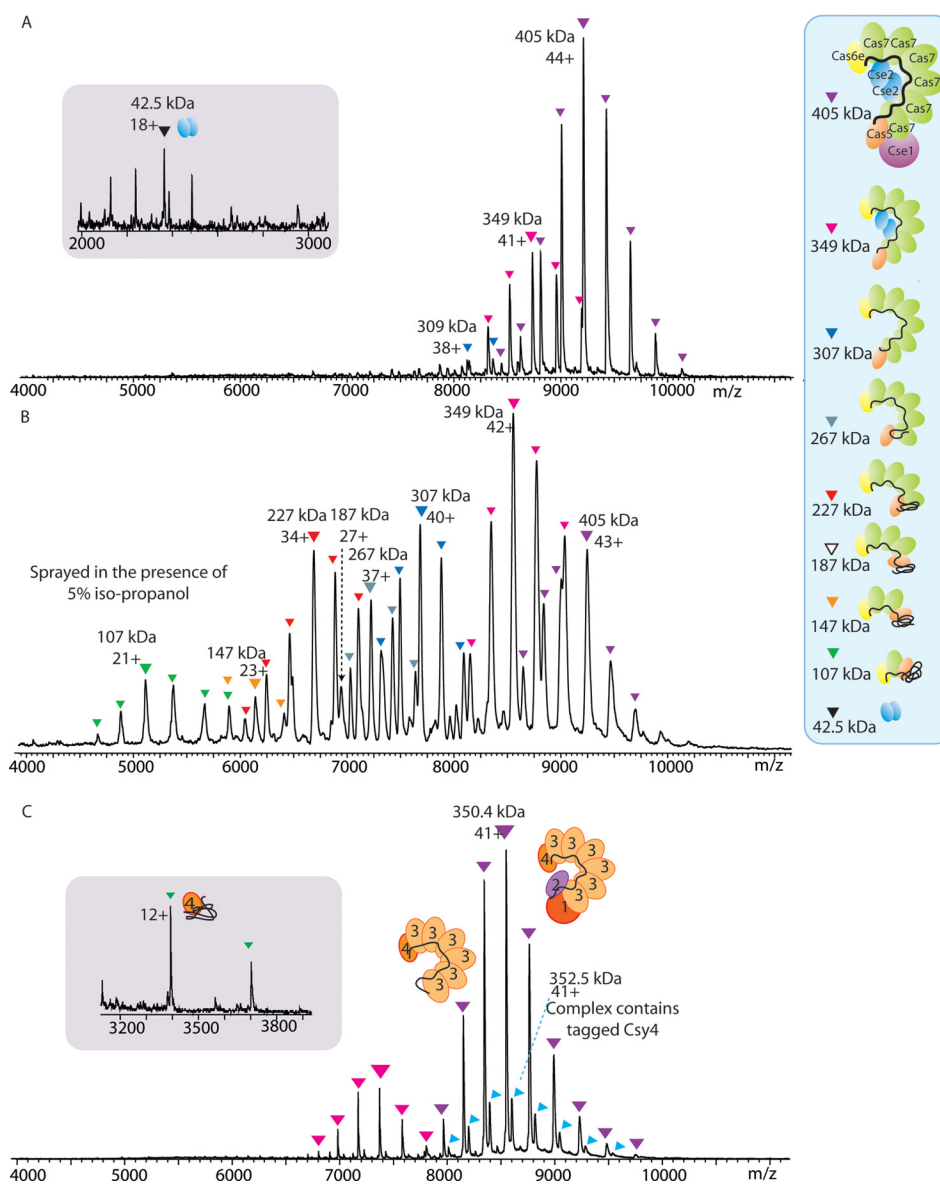 A
42.5 kDa
18+
2000
3000
405 kDa
44+
349 kDa
41+
309 kDa
38+
4000
5000
6000
7000
8000
9000
10000
m/z
B
Sprayed in the presence of
5% iso-propanol
107 kDa
21+
147 kDa
23+
227 kDa
34+
187 kDa
27+
267 kDa
37+
307 kDa
40+
349 kDa
42+
405 kDa
43+
4000
5000
6000
7000
8000
9000
10000
m/z
C
12+
4
3200
3500
3800
350.4 kDa
41+
4
3
3
3
3
3
3
4
3
3
3
3
3
3
2
1
352.5 kDa
41+
Complex contains
tagged Csy4
4000
5000
6000
7000
8000
9000
10000
m/z
Cas7
Cas7
Cas6e
Cas7
Cse2
Cse2
Cas7
Cas7
Cas5
Cas7
Cse1
405 kDa
349 kDa
307 kDa
267 kDa
227 kDa
187 kDa
147 kDa
107 kDa
42.5 kDa